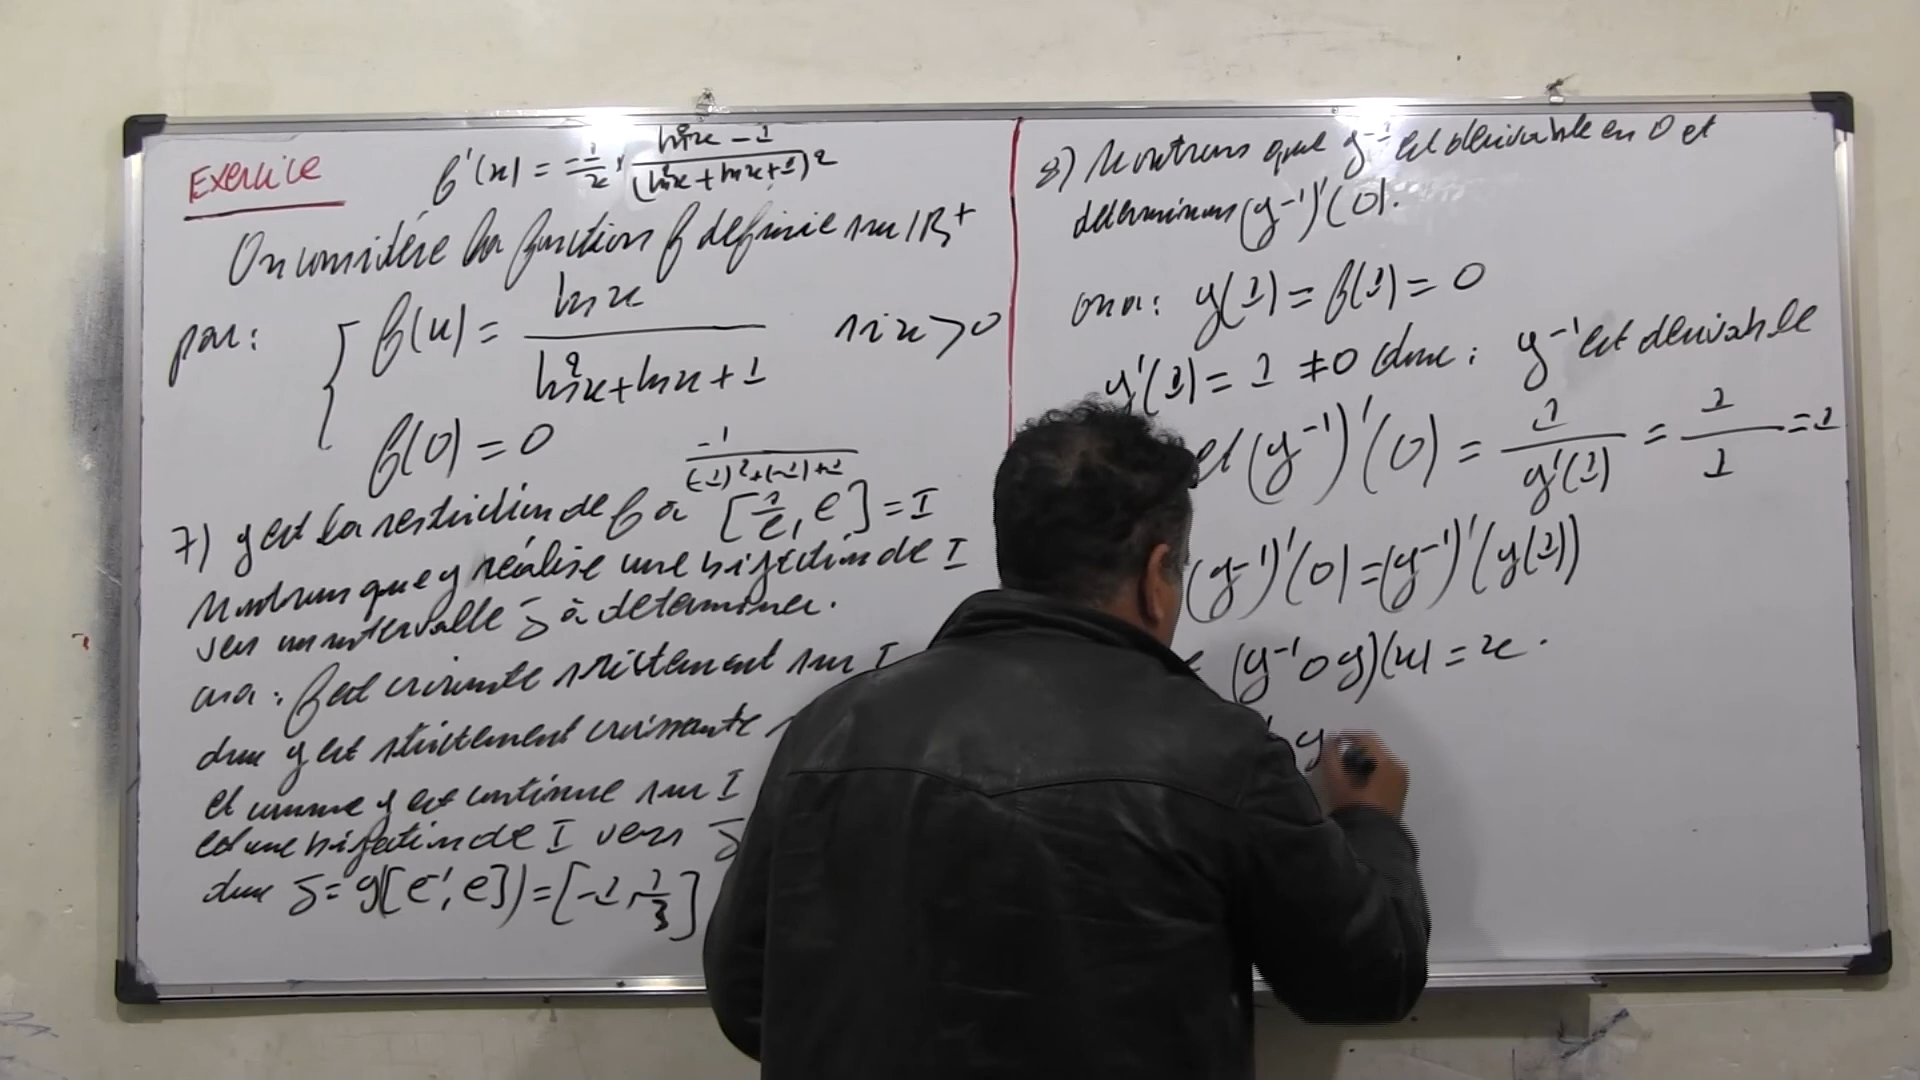 Exercice
f'(x) = -1/x × (ln²x - 1)/(ln²x + lnx + 1)²
On considère la fonction f definie sur IR+
par: { f(x) = lnx/(ln²x + lnx + 1) si x > 0
f(0) = 0
-1/((-1)² + (-1) + 1)
7) g est la restriction de f à [1/e, e] = I
Montrons que g réalise une bijection de I
vers un intervalle J à déterminer.
on a: f est croissante strictement sur I
donc g est strictement croissante
et comme g est continue sur I
est une bijection de I vers J
donc J = g([e⁻¹, e]) = [-1, 1/3]
8) Montrons que g⁻¹ est derivable en 0 et
determinons (g⁻¹)'(0).
on a: g(1) = f(1) = 0
g'(1) = 1 ≠ 0 donc: g⁻¹ est derivable
et (g⁻¹)'(0) = 1/g'(1) = 1/1 = 1
(g⁻¹)'(0) = (g⁻¹)'(g(1))
(g⁻¹og)(x) = x.
g